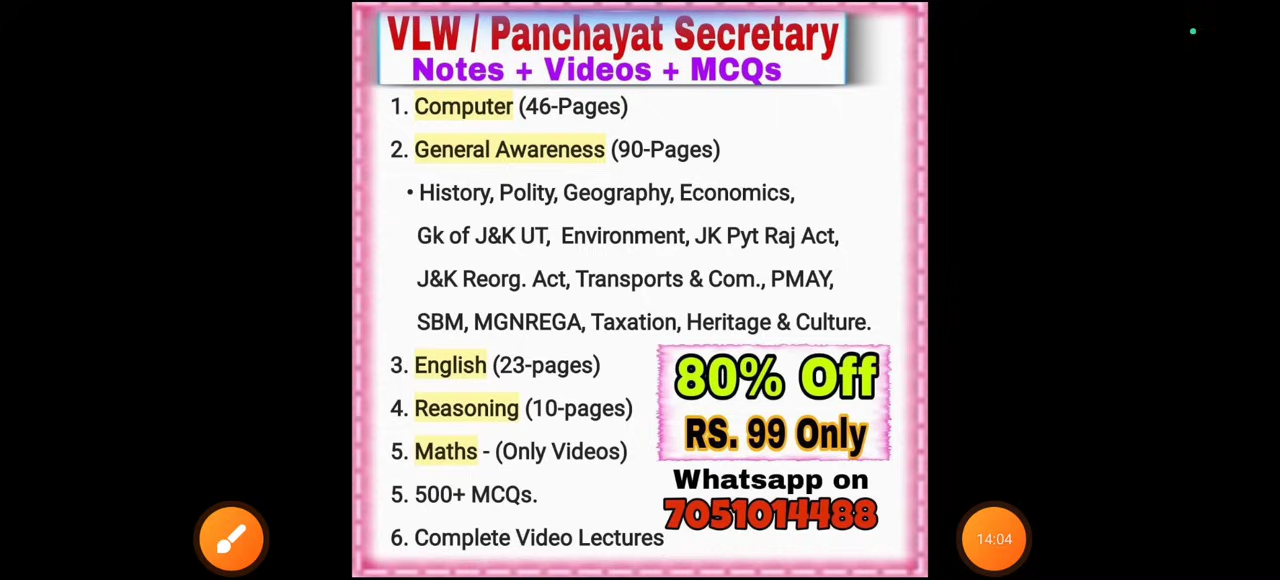 VLW / Panchayat Secretary
Notes + Videos + MCQs
1. Computer (46-Pages)
2. General Awareness (90-Pages)
• History, Polity, Geography, Economics,
Gk of J&K UT, Environment, JK Pyt Raj Act,
J&K Reorg. Act, Transports & Com., PMAY,
SBM, MGNREGA, Taxation, Heritage & Culture.
3. English (23-pages)
4. Reasoning (10-pages)
5. Maths - (Only Videos)
5. 500+ MCQs.
6. Complete Video Lectures
80% Off
RS. 99 Only
Whatsapp on
7051014488
14:04